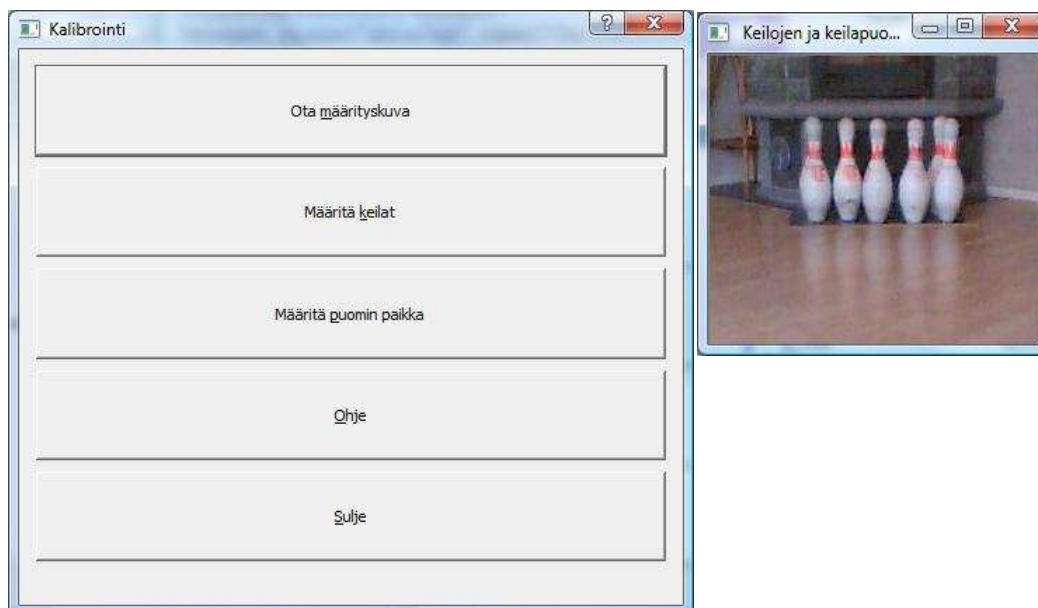 Kalibrointi
Ota määrityskuva
Määritä keilat
Määritä puomin paikka
Ohje
Sulje
Keilojen ja keilapuo...